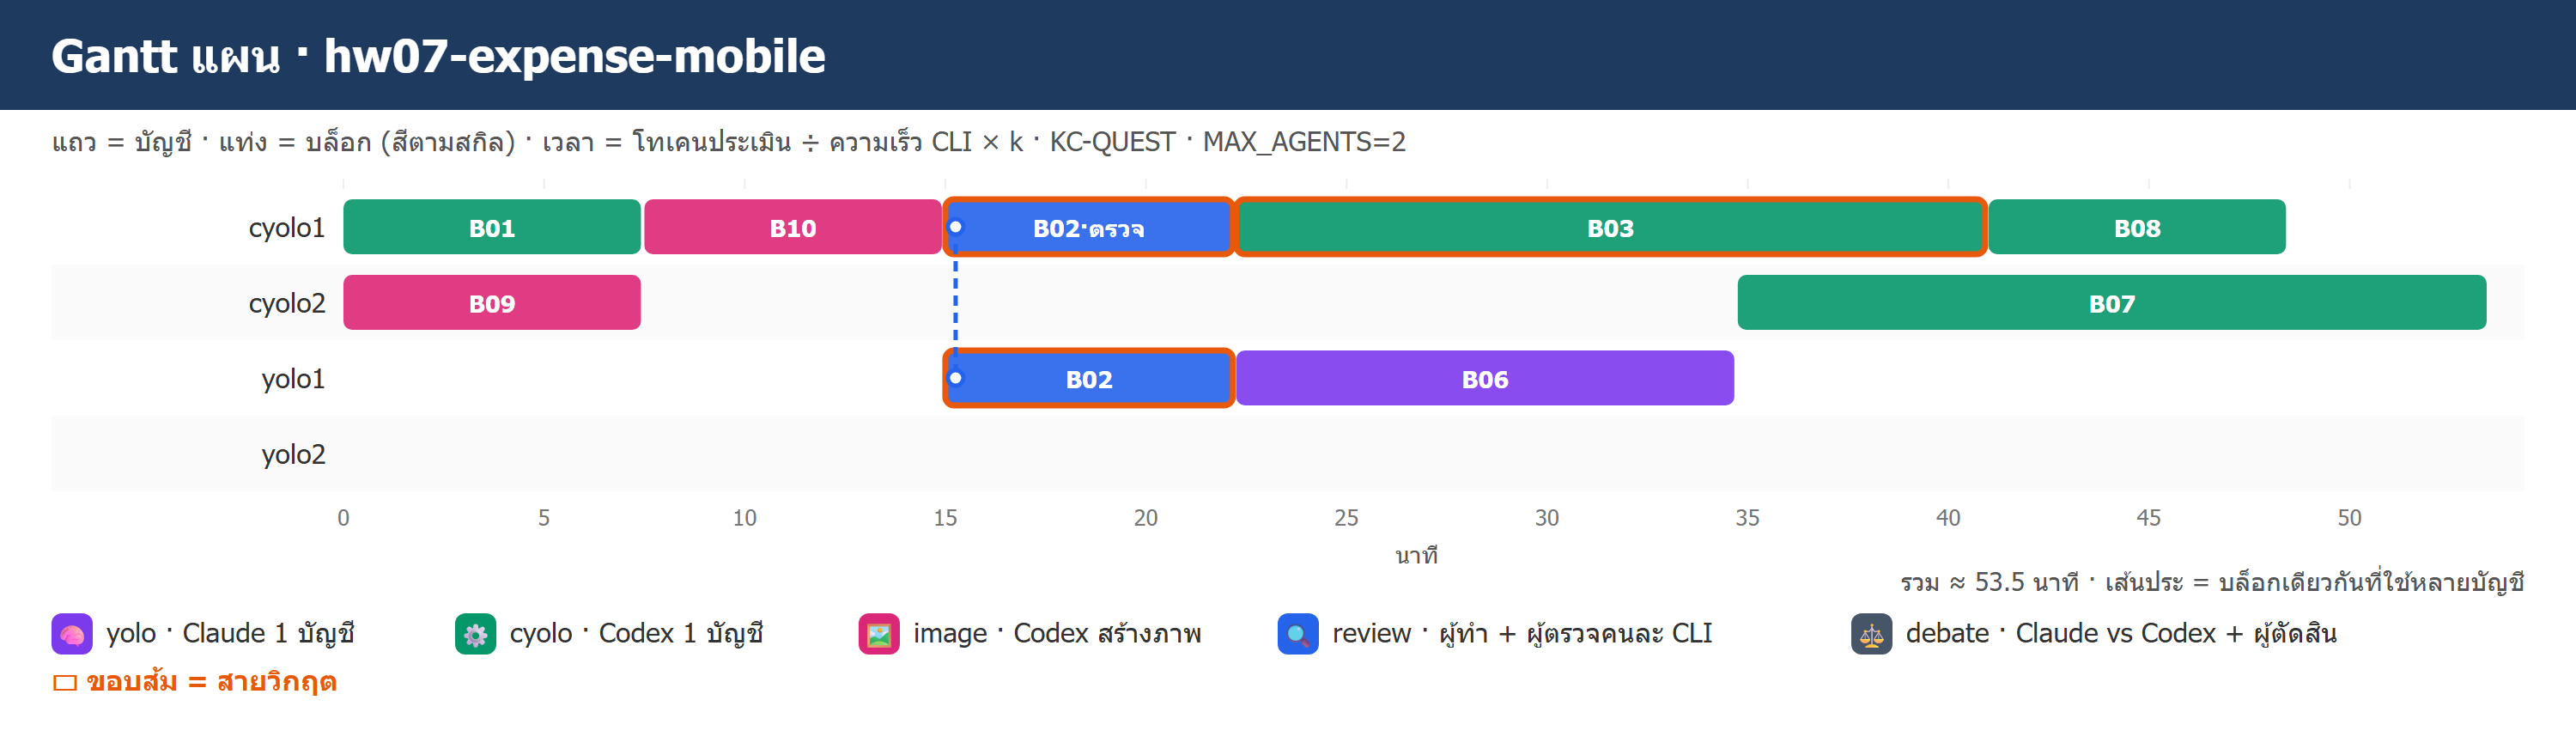 Gantt แผน · hw07-expense-mobile
แถว = บัญชี · แท่ง = บล็อก (สีตามสกิล) · เวลา = โทเคนประเมิน ÷ ความเร็ว CLI × k · KC-QUEST · MAX_AGENTS=2
cyolo1 B01 B10 B02·ตรวจ B03 B08
cyolo2 B09 B07
yolo1 B02 B06
yolo2
0 5 10 15 20 25 30 35 40 45 50
นาที
รวม ≈ 53.5 นาที · เส้นประ = บล็อกเดียวกันที่ใช้หลายบัญชี
yolo · Claude 1 บัญชี cyolo · Codex 1 บัญชี image · Codex สร้างภาพ review · ผู้ทำ + ผู้ตรวจคนละ CLI debate · Claude vs Codex + ผู้ตัดสิน
▭ ขอบส้ม = สายวิกฤต